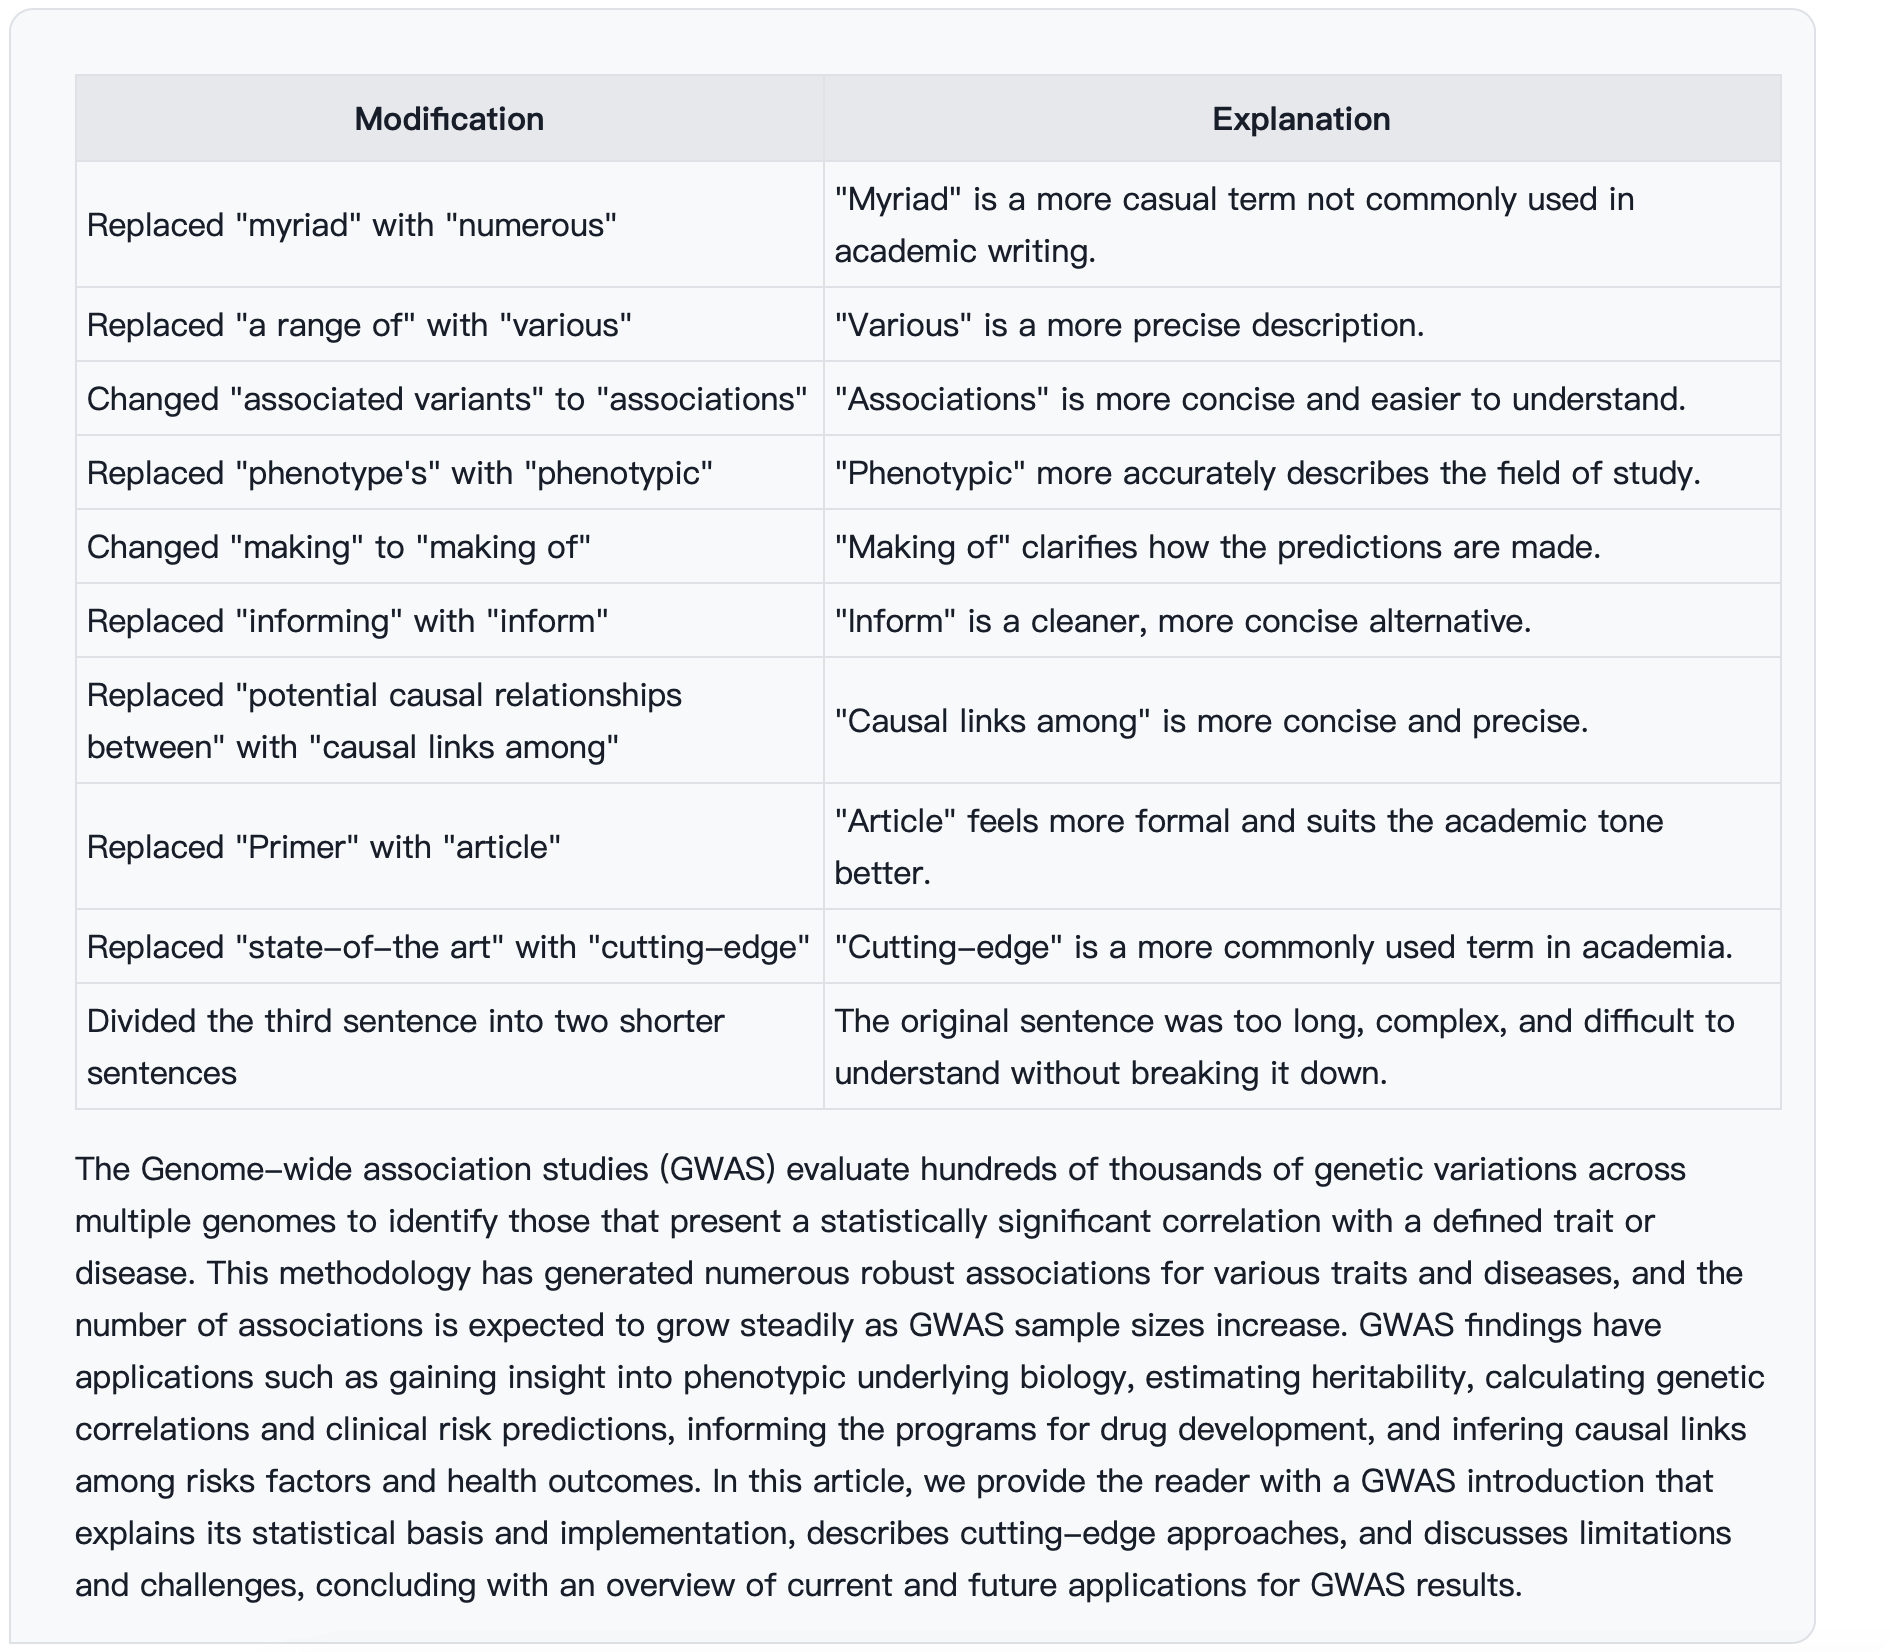 Modification
Explanation
Replaced "myriad" with "numerous"
"Myriad" is a more casual term not commonly used in
academic writing.
Replaced "a range of" with "various"
"Various" is a more precise description.
Changed "associated variants" to "associations"
"Associations" is more concise and easier to understand.
Replaced "phenotype's" with "phenotypic"
"Phenotypic" more accurately describes the field of study.
Changed "making" to "making of"
"Making of" clarifies how the predictions are made.
Replaced "informing" with "inform"
"Inform" is a cleaner, more concise alternative.
Replaced "potential causal relationships
between" with "causal links among"
"Causal links among" is more concise and precise.
Replaced "Primer" with "article"
"Article" feels more formal and suits the academic tone
better.
Replaced "state-of-the art" with "cutting-edge"
"Cutting-edge" is a more commonly used term in academia.
Divided the third sentence into two shorter
sentences
The original sentence was too long, complex, and difficult to
understand without breaking it down.
The Genome-wide association studies (GWAS) evaluate hundreds of thousands of genetic variations across
multiple genomes to identify those that present a statistically significant correlation with a defined trait or
disease. This methodology has generated numerous robust associations for various traits and diseases, and the
number of associations is expected to grow steadily as GWAS sample sizes increase. GWAS findings have
applications such as gaining insight into phenotypic underlying biology, estimating heritability, calculating genetic
correlations and clinical risk predictions, informing the programs for drug development, and infering causal links
among risks factors and health outcomes. In this article, we provide the reader with a GWAS introduction that
explains its statistical basis and implementation, describes cutting-edge approaches, and discusses limitations
and challenges, concluding with an overview of current and future applications for GWAS results.